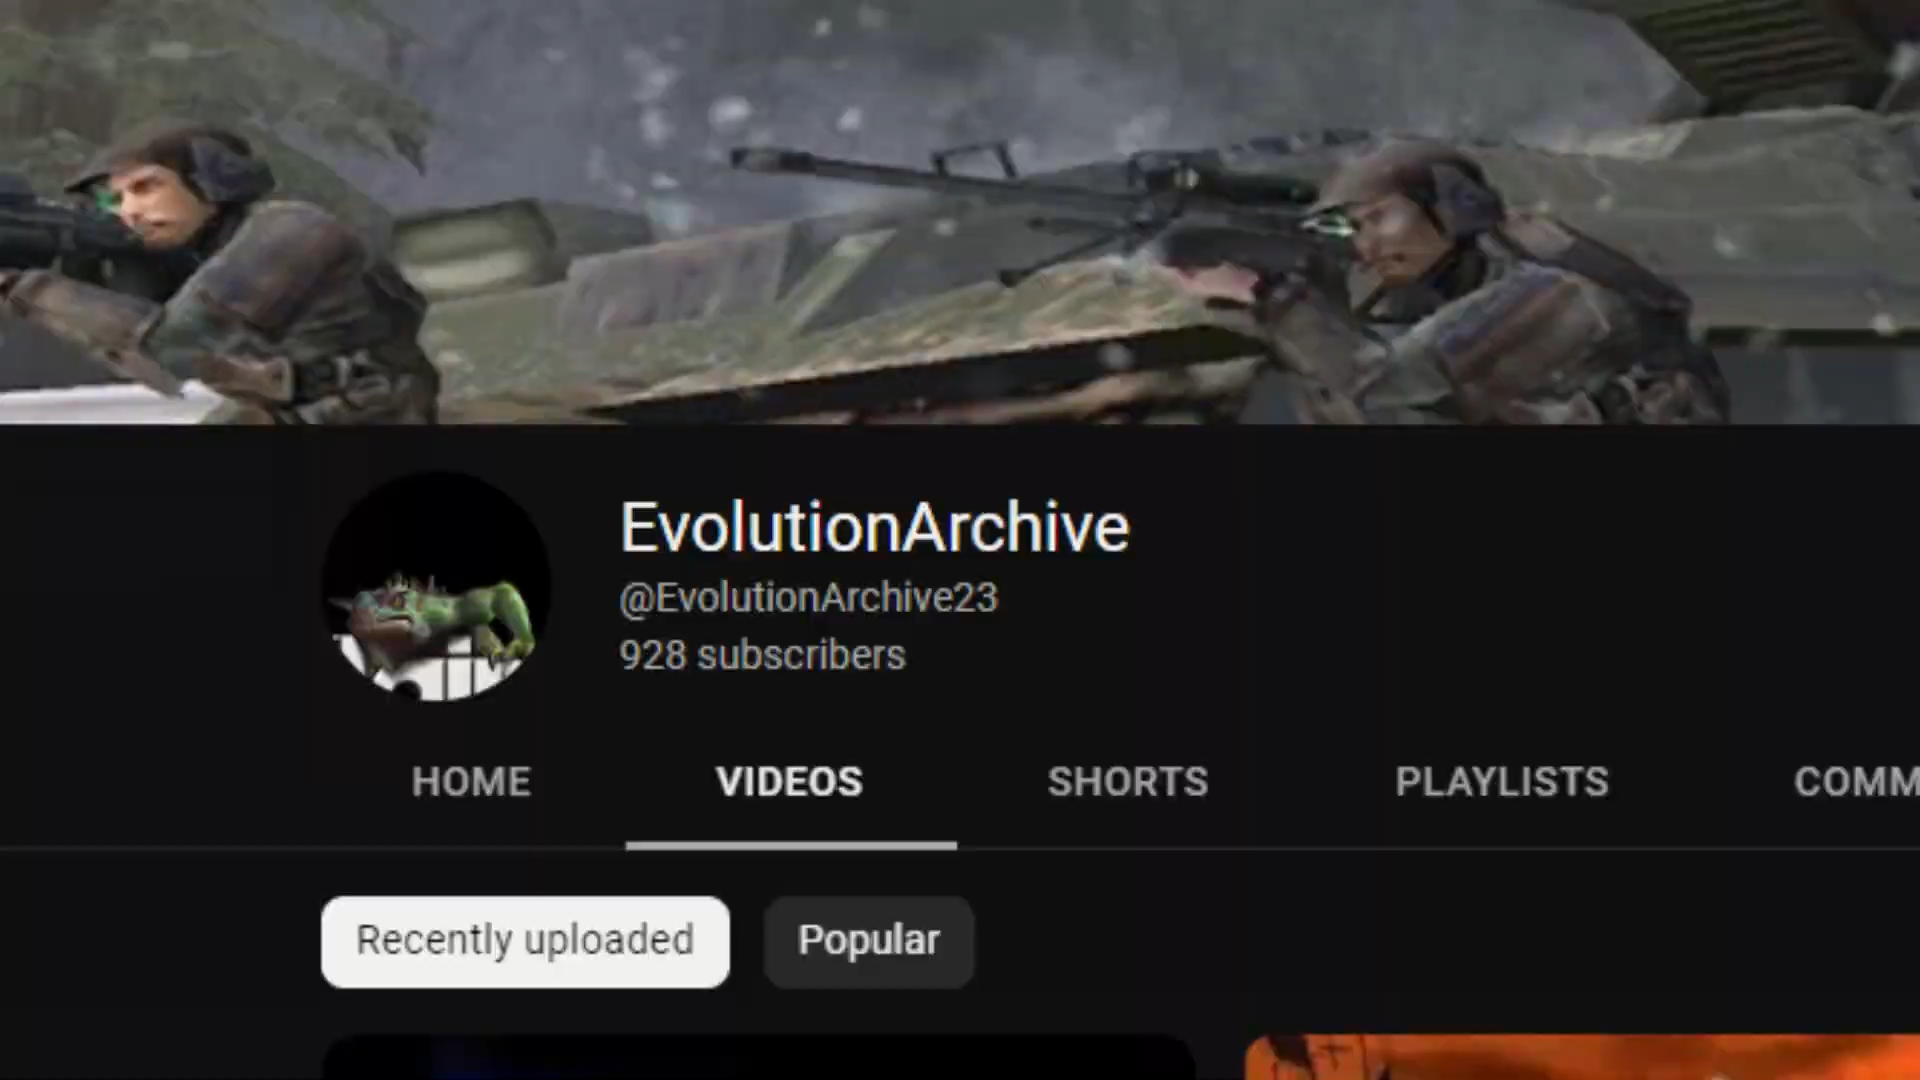 EvolutionArchive
@EvolutionArchive23
928 subscribers
HOME VIDEOS SHORTS PLAYLISTS COMM
Recently uploaded Popular